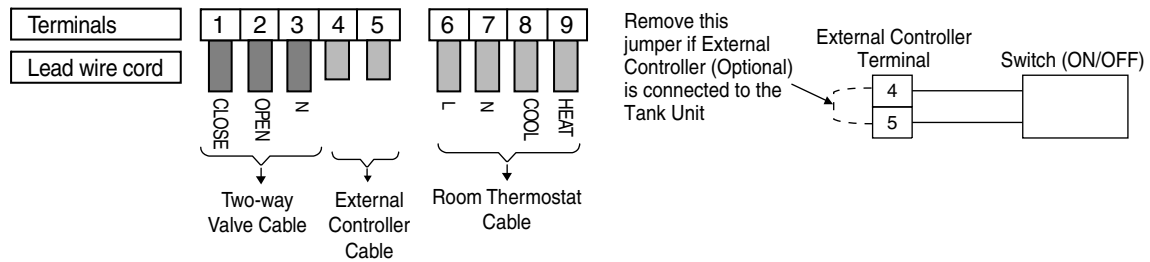 Terminals
1 2 3 4 5 6 7 8 9
Lead wire cord
CLOSE
OPEN
N
L
N
COOL
HEAT
Two-way
Valve Cable
External
Controller
Cable
Room Thermostat
Cable
Remove this
jumper if External
Controller (Optional)
is connected to the
Tank Unit
External Controller
Terminal
4
5
Switch (ON/OFF)